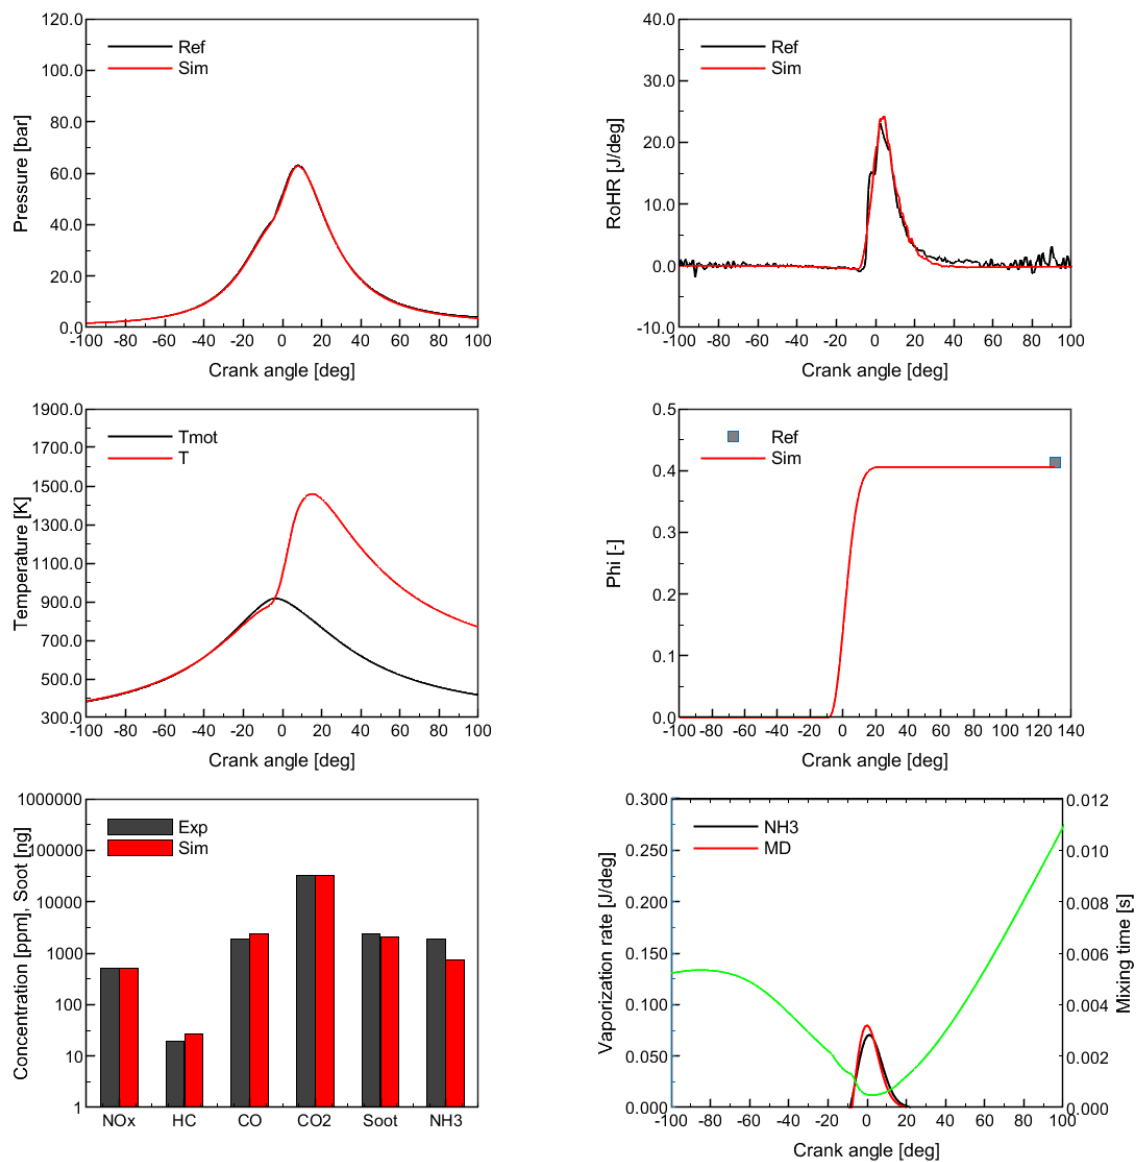 120.0
100.0
80.0
60.0
40.0
20.0
0.0
Pressure [bar]
Ref
Sim
-100 -80 -60 -40 -20 0 20 40 60 80 100
Crank angle [deg]
40.0
30.0
20.0
10.0
0.0
-10.0
RoHR [J/deg]
Ref
Sim
-100 -80 -60 -40 -20 0 20 40 60 80 100
Crank angle [deg]
1900.0
1700.0
1500.0
1300.0
1100.0
900.0
700.0
500.0
300.0
Temperature [K]
Tmot
T
-100 -80 -60 -40 -20 0 20 40 60 80 100
Crank angle [deg]
0.5
0.4
0.3
0.2
0.1
0.0
Phi [-]
Ref
Sim
-100 -80 -60 -40 -20 0 20 40 60 80 100 120 140
Crank angle [deg]
1000000
100000
10000
1000
100
10
1
Concentration [ppm], Soot [ng]
Exp
Sim
NOx HC CO CO2 Soot NH3
0.300
0.250
0.200
0.150
0.100
0.050
0.000
Vaporization rate [J/deg]
NH3
MD
0.012
0.010
0.008
0.006
0.004
0.002
0.000
Mixing time [s]
-100 -80 -60 -40 -20 0 20 40 60 80 100
Crank angle [deg]